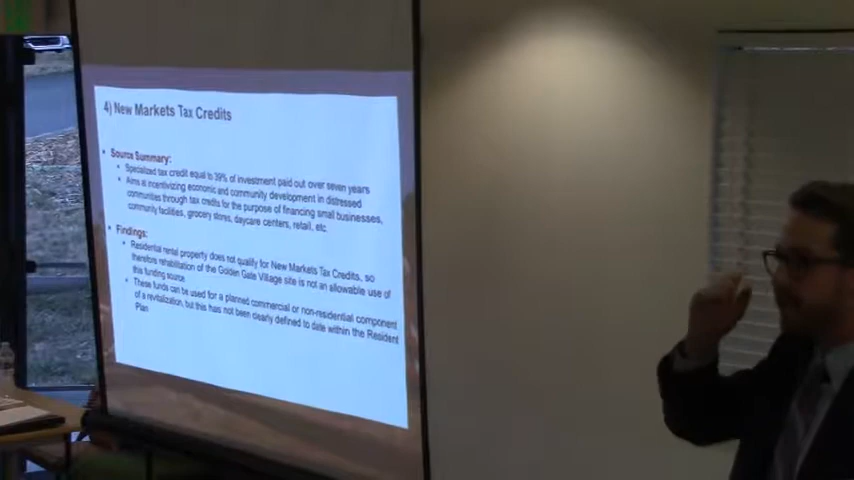 4) New Markets Tax Credits
• Source Summary:
• Specialized tax credit equal to 39% of investment paid out over seven years
• Aims at incentivizing economic and community development in distressed
communities through tax credits for the purpose of financing small businesses,
community facilities, grocery stores, daycare centers, retail, etc.
• Findings:
• Residential rental property does not qualify for New Markets Tax Credits, so
therefore rehabilitation of the Golden Gate Village site is not an allowable use of
this funding source
• These funds can be used for a planned commercial or non-residential component
of a revitalization, but this has not been clearly defined to date within the Resident
Plan